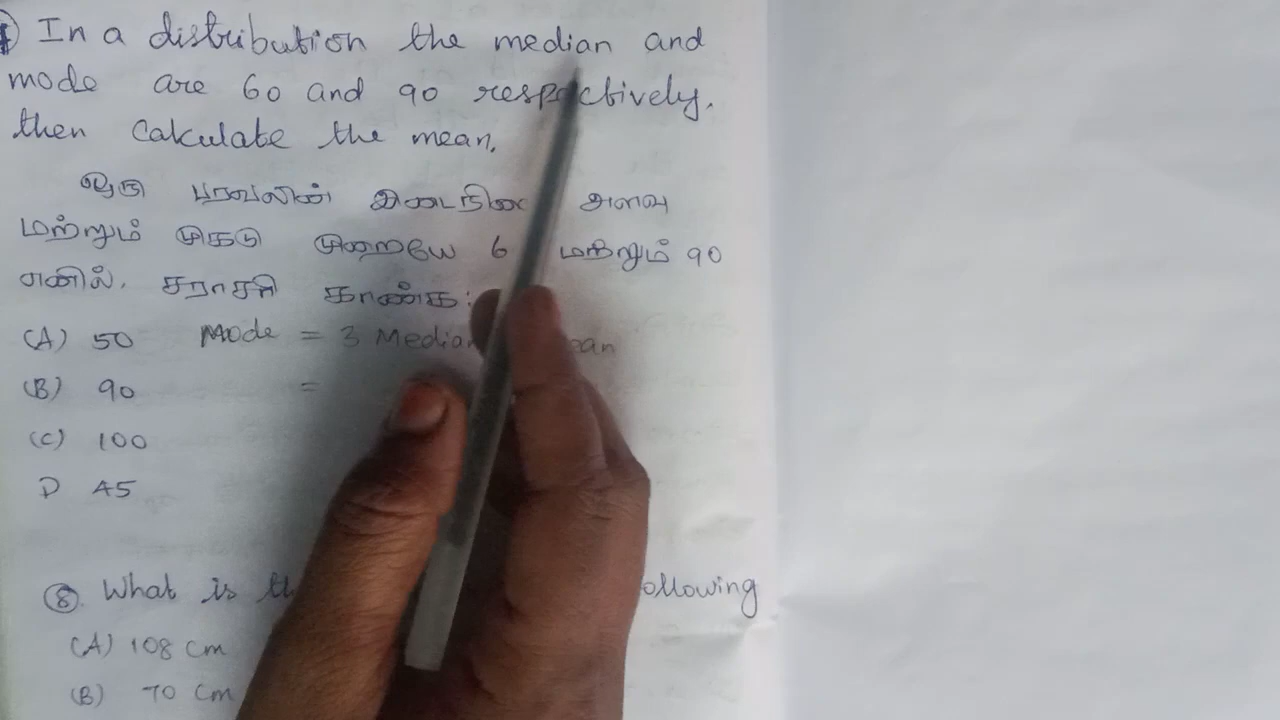 In a distribution the median and
mode are 60 and 90 respectively.
then calculate the mean.
ஒரு பரவலின் இடைநிலை அளவு
மற்றும் முகடு முறையே 6 மற்றும் 90
எனில், சராசரி காண்க:
(A) 50 Mode = 3 Median
(B) 90 =
(C) 100
D 45
8. What is
(A) 108 cm
(B) 70 cm